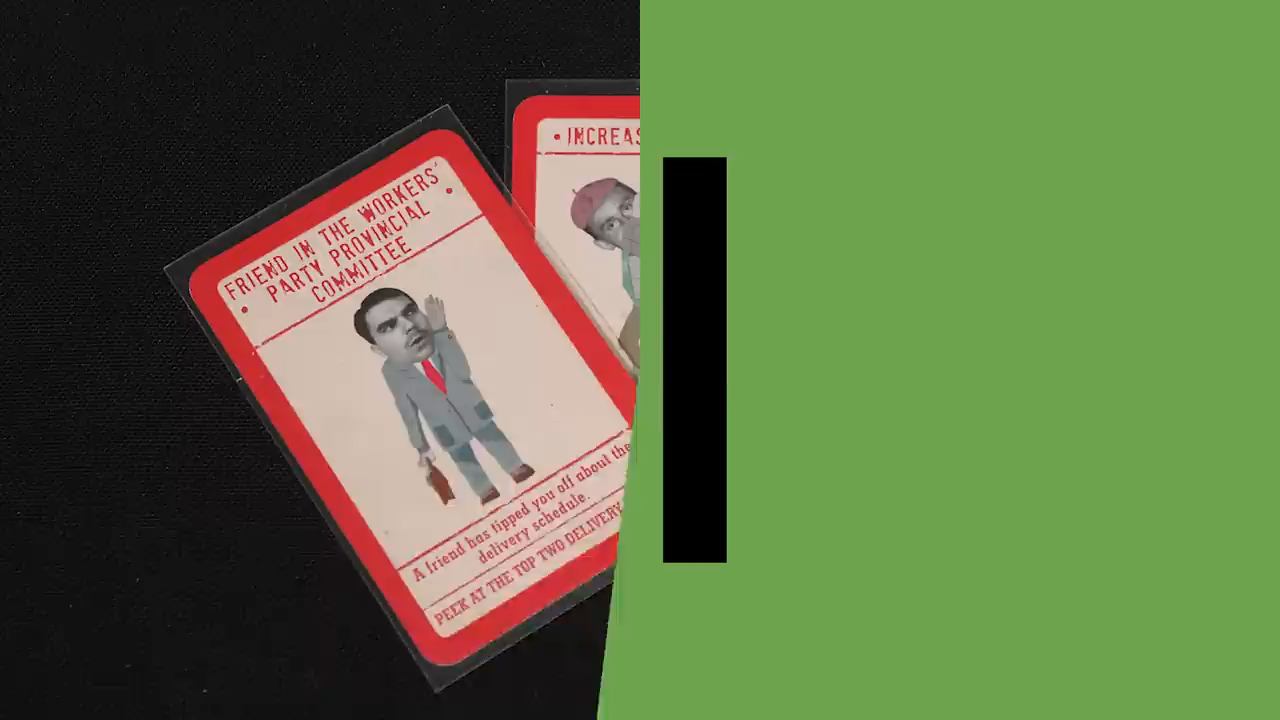 FRIEND IN THE WORKERS'
PARTY PROVINCIAL
COMMITTEE
A friend has tipped you off about the
delivery schedule.
PEEK AT THE TOP TWO DELIVERY
INCREAS